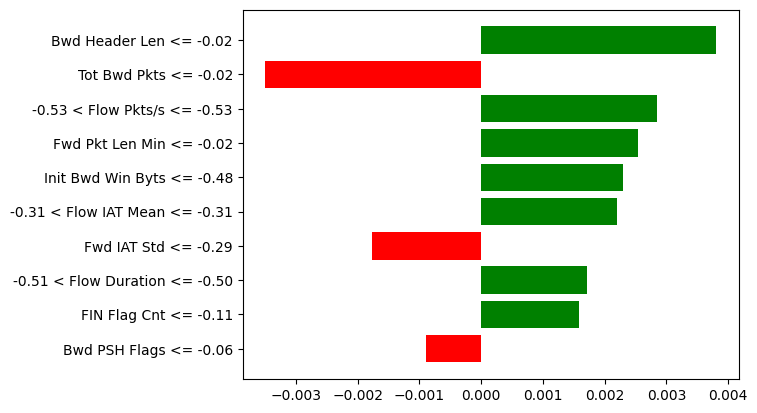 Bwd Header Len <= -0.02
Tot Bwd Pkts <= -0.02
-0.53 < Flow Pkts/s <= -0.53
Fwd Pkt Len Min <= -0.02
Init Bwd Win Byts <= -0.48
-0.31 < Flow IAT Mean <= -0.31
Fwd IAT Std <= -0.29
-0.51 < Flow Duration <= -0.50
FIN Flag Cnt <= -0.11
Bwd PSH Flags <= -0.06
−0.003 −0.002 −0.001 0.000 0.001 0.002 0.003 0.004